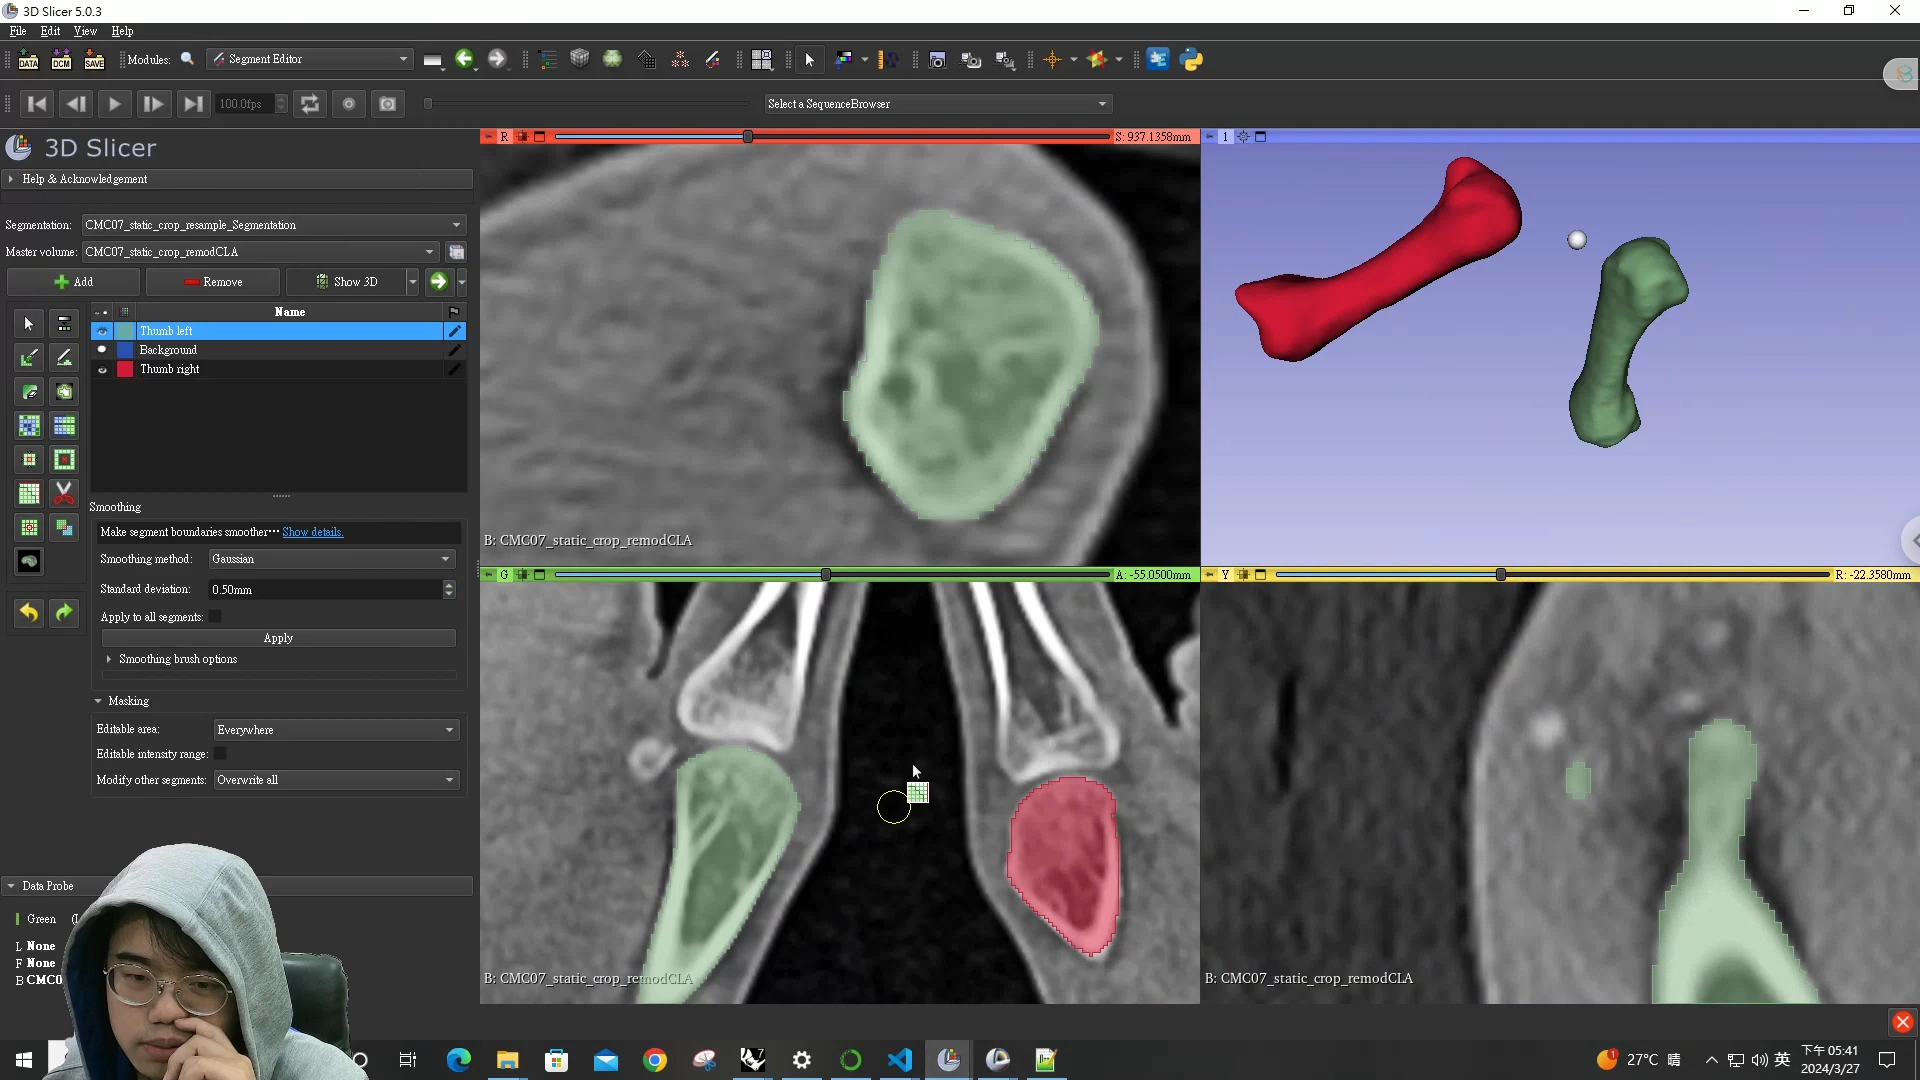 3D Slicer 5.0.3
File Edit View Help
DATA DCM SAVE Modules: Segment Editor
100.0fps Select a SequenceBrowser
3D Slicer
Help & Acknowledgement
Segmentation: CMC07_static_crop_resample_Segmentation
Master volume: CMC07_static_crop_remodCLA
Add Remove Show 3D
Name
Thumb left
Background
Thumb right
Smoothing
Make segment boundaries smoother··· Show details.
Smoothing method: Gaussian
Standard deviation: 0.50mm
Apply to all segments:
Apply
Smoothing brush options
Masking
Editable area: Everywhere
Editable intensity range:
Modify other segments: Overwrite all
Data Probe
Green
L None
F None
B CMC0
R S: 937.1358mm
B: CMC07_static_crop_remodCLA
1
G A: -55.0500mm
B: CMC07_static_crop_remodCLA
Y R: -22.3580mm
B: CMC07_static_crop_remodCLA
1 27°C 晴 英 下午 05:41
2024/3/27